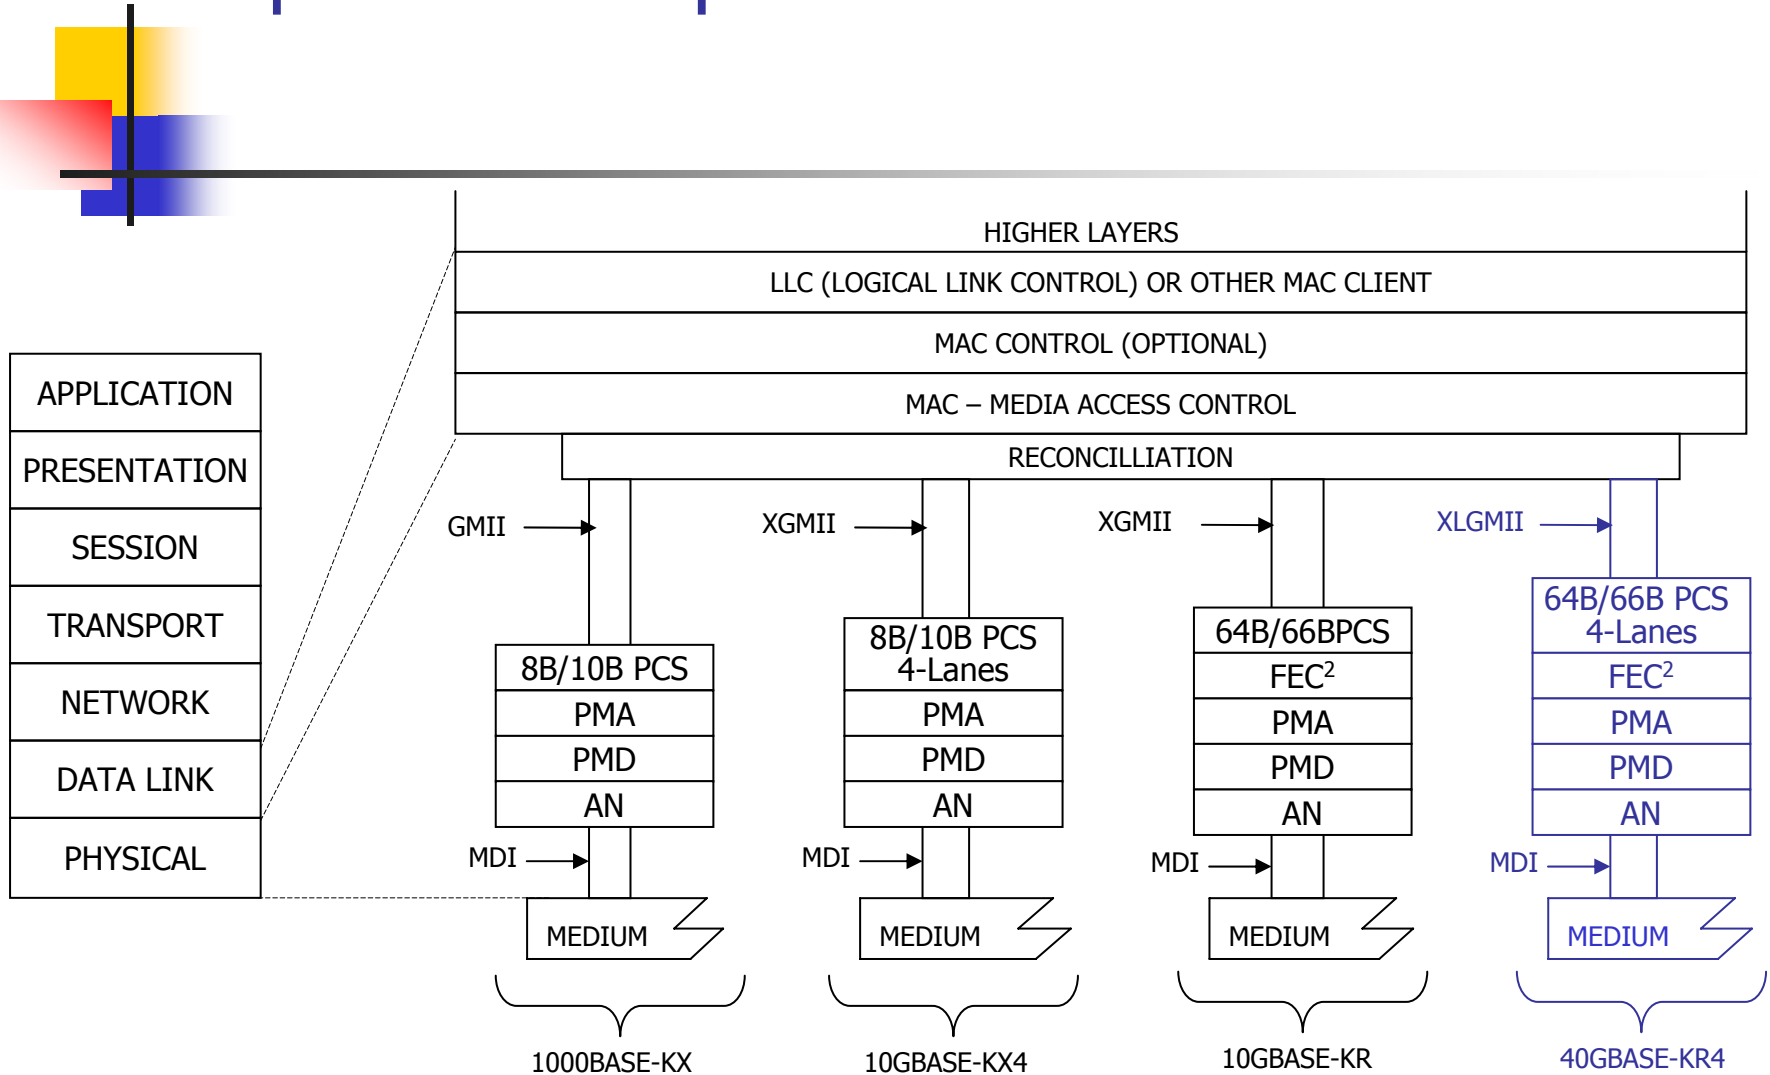 HIGHER LAYERS
LLC (LOGICAL LINK CONTROL) OR OTHER MAC CLIENT
MAC CONTROL (OPTIONAL)
MAC – MEDIA ACCESS CONTROL
RECONCILLIATION
APPLICATION
PRESENTATION
SESSION
TRANSPORT
NETWORK
DATA LINK
PHYSICAL
GMII
8B/10B PCS
PMA
PMD
AN
MDI
MEDIUM
1000BASE-KX
XGMII
8B/10B PCS
4-Lanes
PMA
PMD
AN
MDI
MEDIUM
10GBASE-KX4
XGMII
64B/66BPCS
FEC²
PMA
PMD
AN
MDI
MEDIUM
10GBASE-KR
XLGMII
64B/66B PCS
4-Lanes
FEC²
PMA
PMD
AN
MDI
MEDIUM
40GBASE-KR4